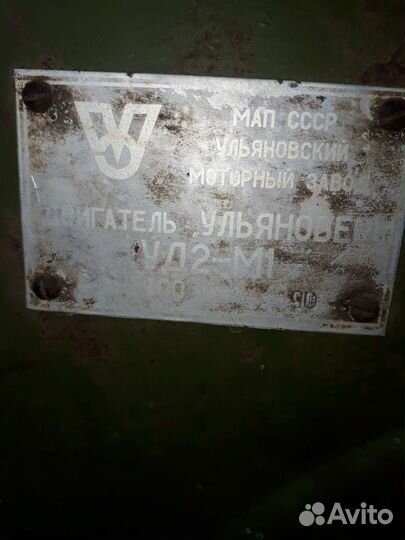 МАП СССР
УЛЬЯНОВСКИЙ
МОТОРНЫЙ ЗАВОД
ДВИГАТЕЛЬ УЛЬЯНОВЕЦ
УД2-М1
Avito